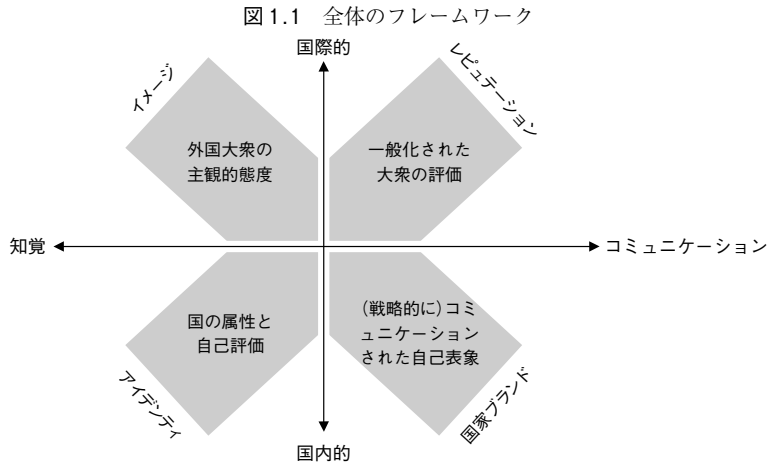 図1.1 全体のフレームワーク
国際的
イメージ
レピュテーション
外国大衆の
主観的態度
一般化された
大衆の評価
知覚
コミュニケーション
国の属性と
自己評価
(戦略的に)コミ
ュニケーション
された自己表象
アイデンティ
国家ブランド
国内的